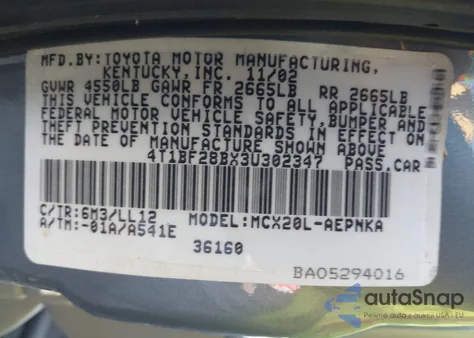 MFD.BY:TOYOTA MOTOR MANUFACTURING,
KENTUCKY,INC. 11/02
GVWR 4550LB GAWR FR 2665LB RR 2665LB
THIS VEHICLE CONFORMS TO ALL APPLICABLE
FEDERAL MOTOR VEHICLE SAFETY, BUMPER,AND
THEFT PREVENTION STANDARDS IN EFFECT ON
THE DATE OF MANUFACTURE SHOWN ABOVE.
4T1BF28BX3U302347 PASS.CAR
C/TR:6M3/LL12 MODEL:MCX20L-AEPNKA
A/TM:-01A/A541E
36160
BAO5294016
autoSnap